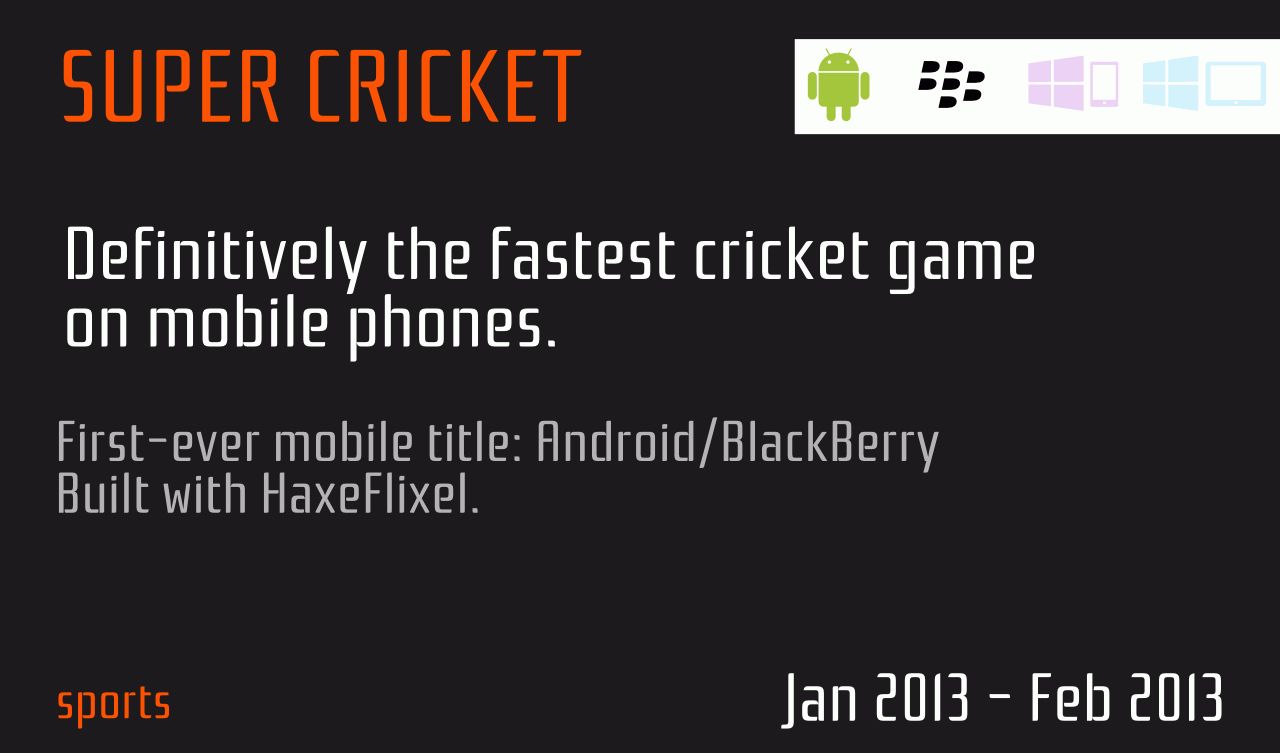 SUPER CRICKET
Definitively the fastest cricket game
on mobile phones.
First-ever mobile title: Android/BlackBerry
Built with HaxeFlixel.
sports
Jan 2013 - Feb 2013